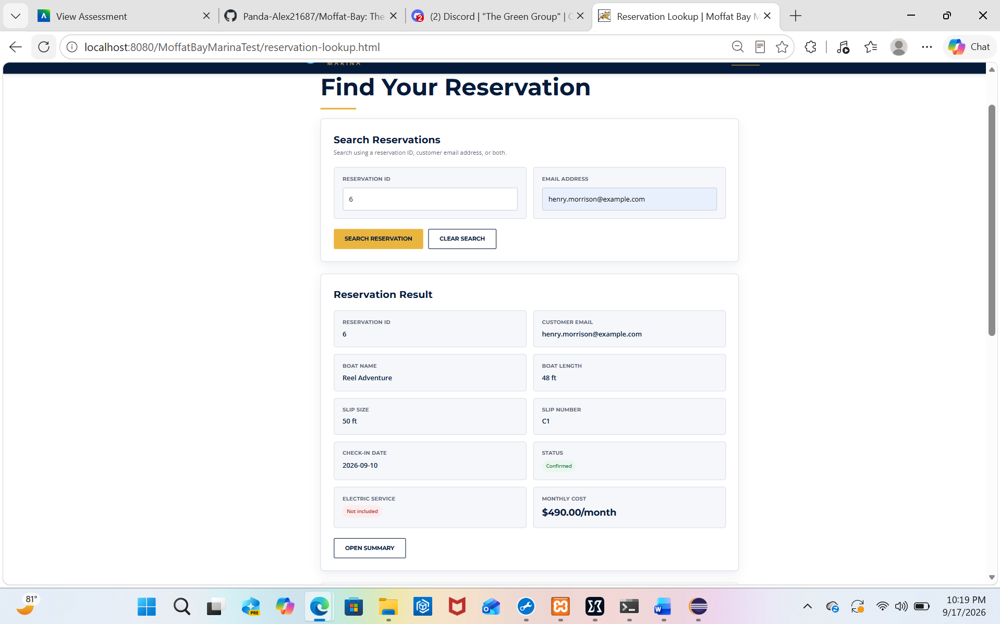 View Assessment
Panda-Alex21687/Moffat-Bay: The
(2) Discord | "The Green Group" | C
Reservation Lookup | Moffat Bay M
localhost:8080/MoffatBayMarinaTest/reservation-lookup.html
Chat
MARINA
Find Your Reservation
Search Reservations
Search using a reservation ID, customer email address, or both.
RESERVATION ID
EMAIL ADDRESS
6
henry.morrison@example.com
SEARCH RESERVATION
CLEAR SEARCH
Reservation Result
RESERVATION ID
6
CUSTOMER EMAIL
henry.morrison@example.com
BOAT NAME
Reel Adventure
BOAT LENGTH
48 ft
SLIP SIZE
50 ft
SLIP NUMBER
C1
CHECK-IN DATE
2026-09-10
STATUS
Confirmed
ELECTRIC SERVICE
Not included
MONTHLY COST
$490.00/month
OPEN SUMMARY
81°
PRE
10:19 PM
9/17/2026